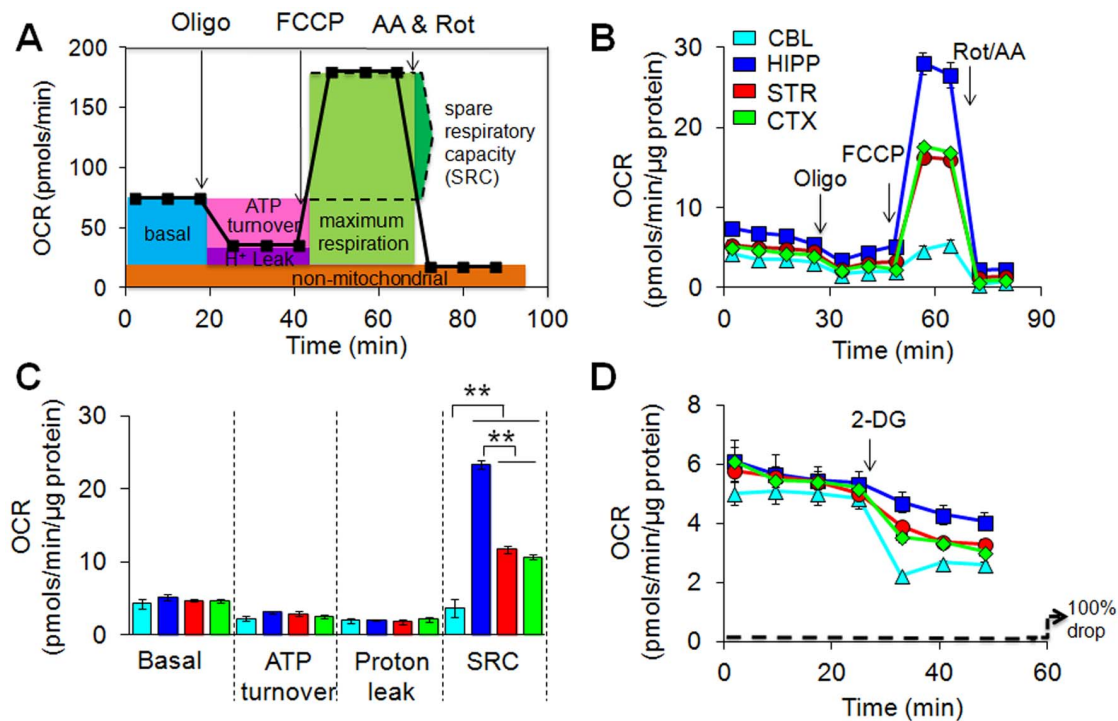 A
Oligo FCCP AA & Rot
OCR (pmols/min)
200
150
100
50
0
basal
ATP
turnover
H+ Leak
maximum
respiration
non-mitochondrial
spare
respiratory
capacity
(SRC)
0 20 40 60 80 100
Time (min)
B
OCR
(pmols/min/µg protein)
30
20
10
0
CBL
HIPP
STR
CTX
Oligo
FCCP
Rot/AA
0 30 60 90
Time (min)
C
OCR
(pmols/min/µg protein)
30
20
10
0
**
**
Basal ATP Proton SRC
turnover leak
D
OCR
(pmols/min/µg protein)
8
6
4
2
0
2-DG
100%
drop
0 20 40 60
Time (min)